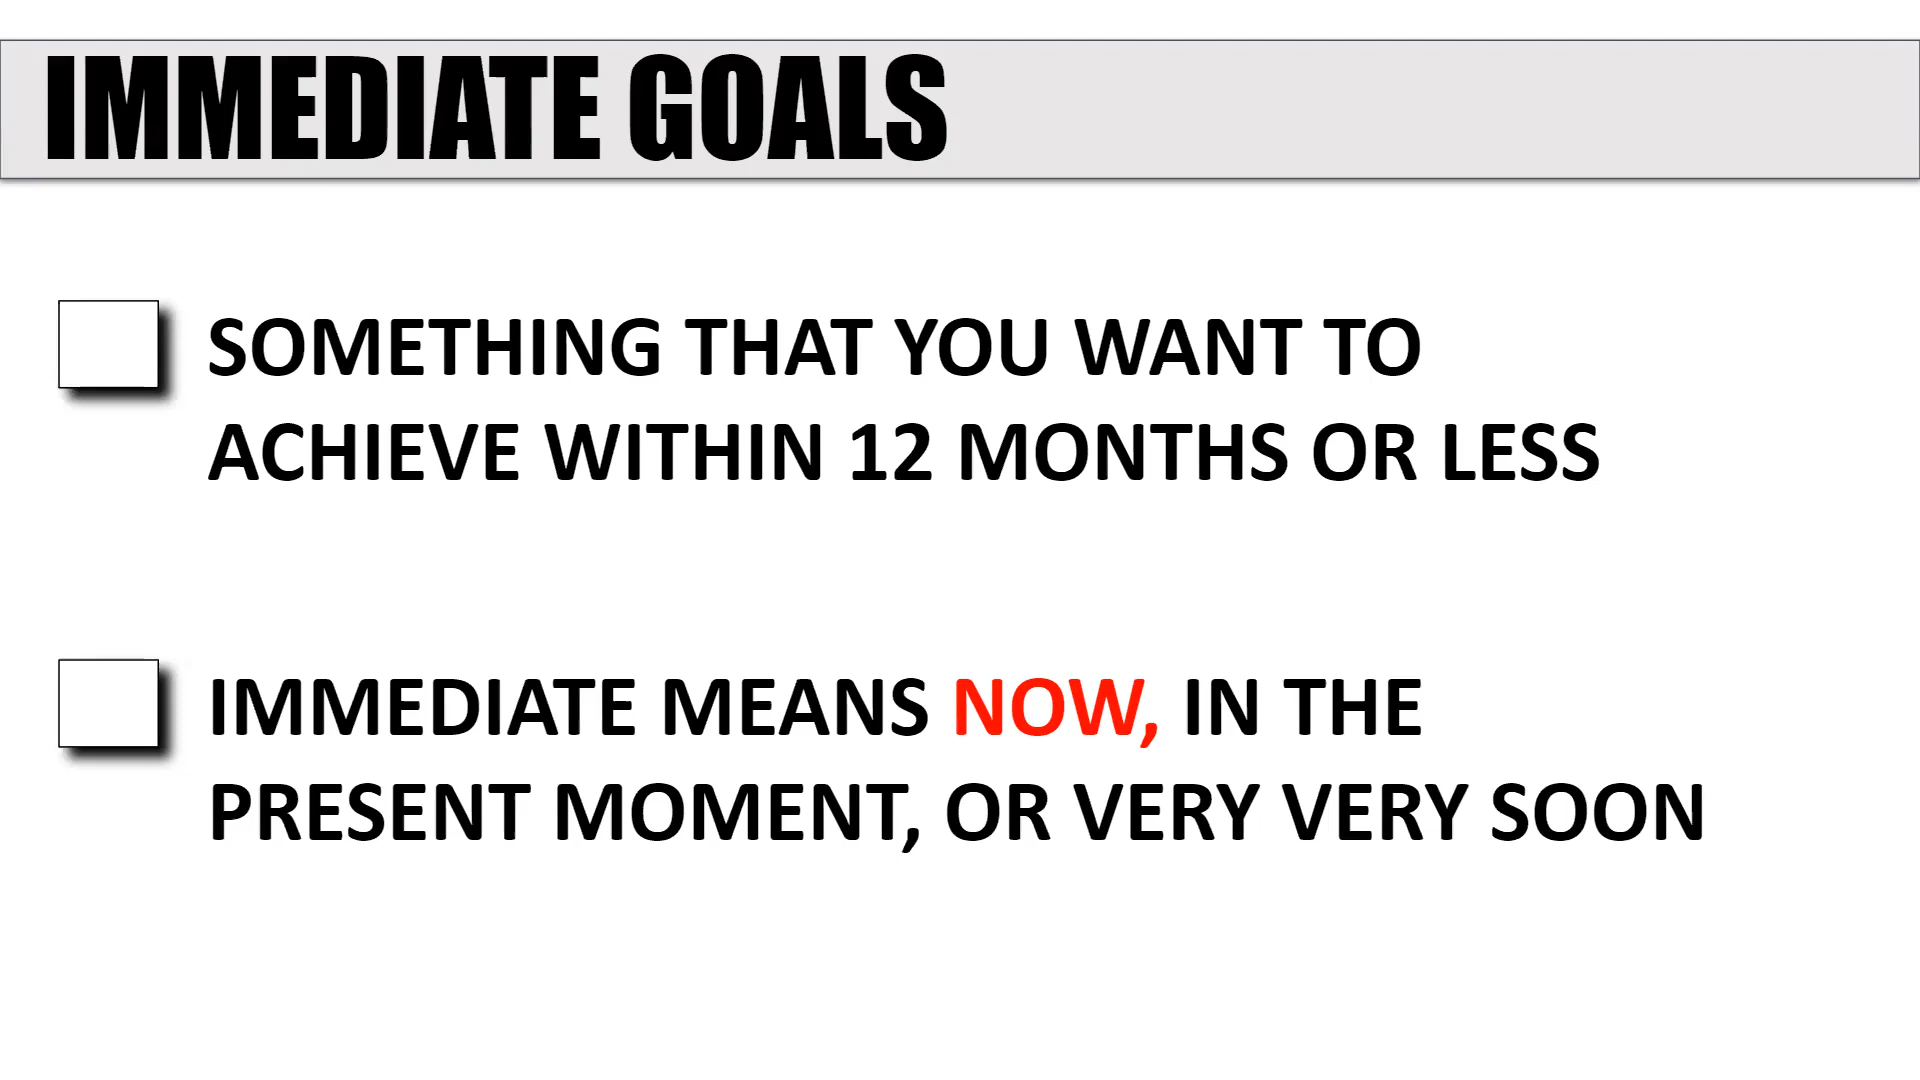 IMMEDIATE GOALS
SOMETHING THAT YOU WANT TO
ACHIEVE WITHIN 12 MONTHS OR LESS
IMMEDIATE MEANS NOW, IN THE
PRESENT MOMENT, OR VERY VERY SOON